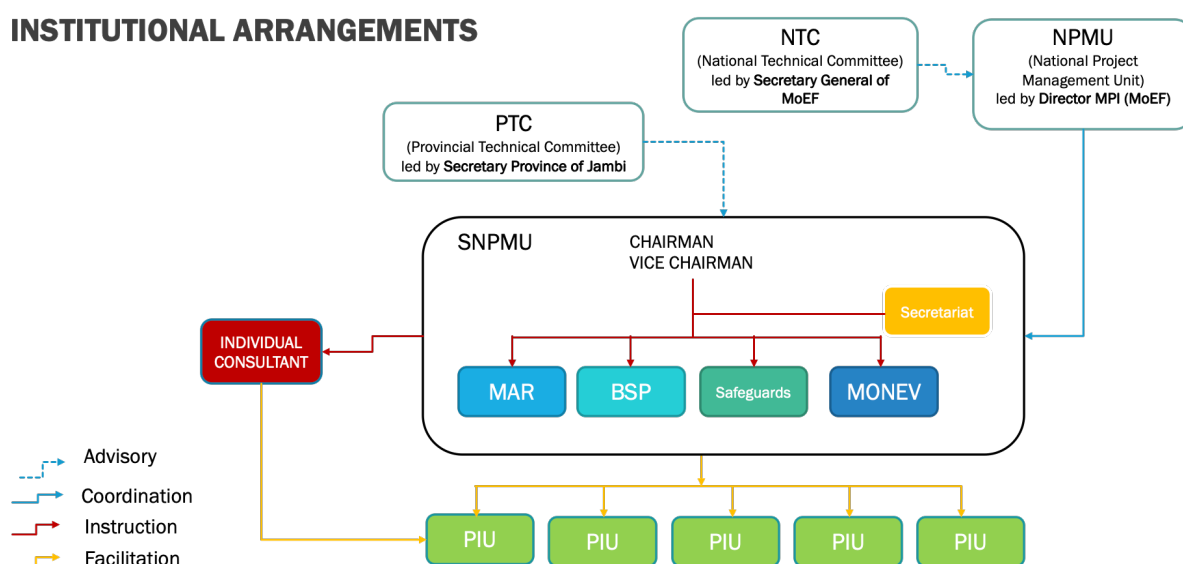 INSTITUTIONAL ARRANGEMENTS
NTC
(National Technical Committee)
led by Secretary General of
MoEF
NPMU
(National Project
Management Unit)
led by Director MPI (MoEF)
PTC
(Provincial Technical Committee)
led by Secretary Province of Jambi
SNPMU
CHAIRMAN
VICE CHAIRMAN
Secretariat
INDIVIDUAL
CONSULTANT
MAR
BSP
Safeguards
MONEV
Advisory
Coordination
Instruction
Facilitation
PIU
PIU
PIU
PIU
PIU